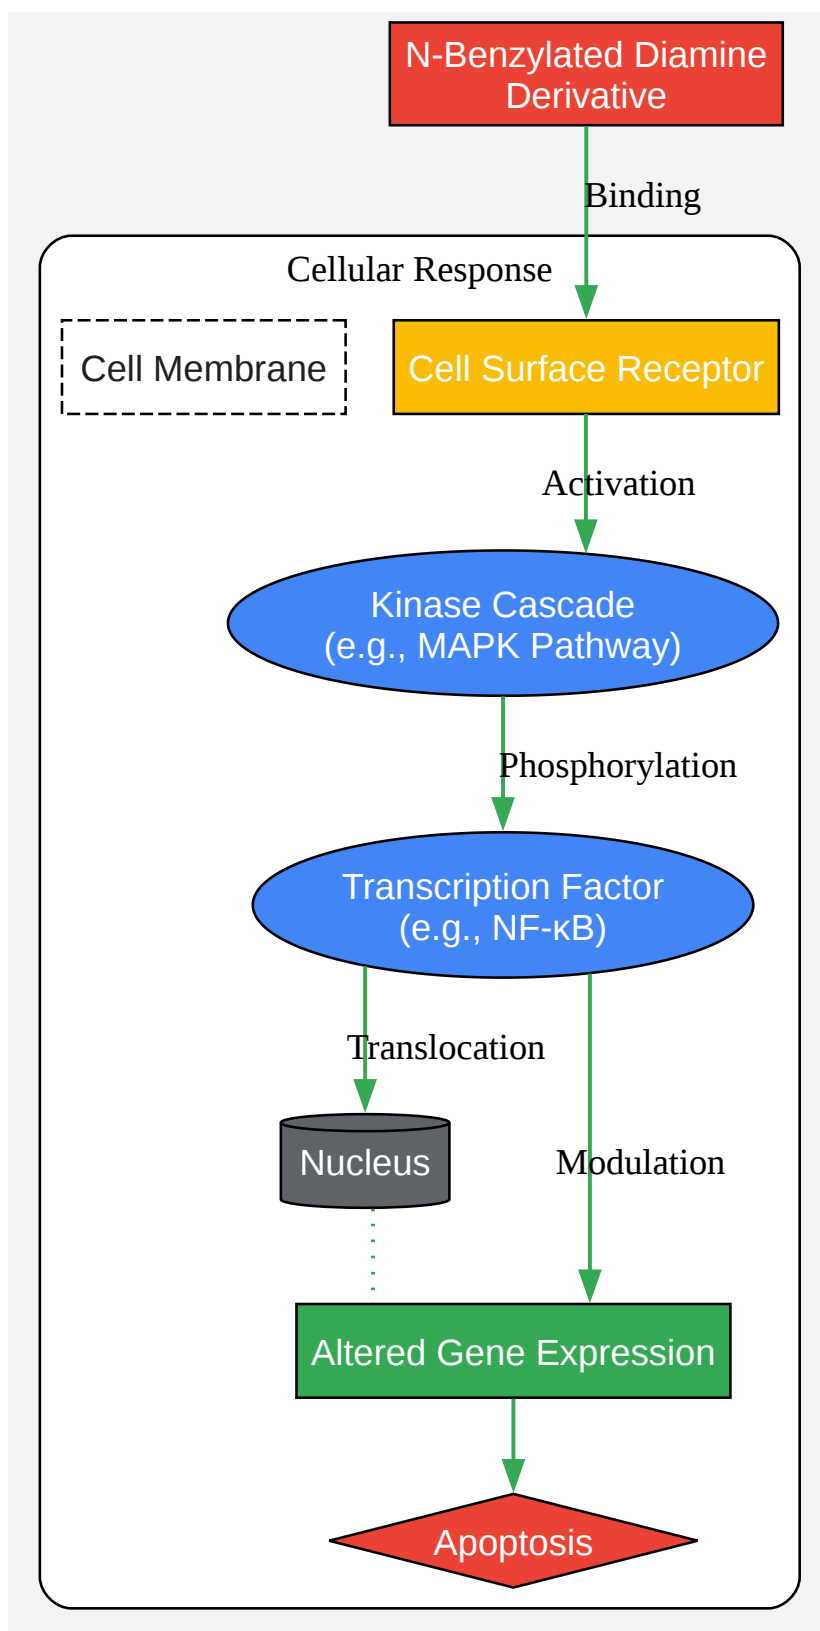 N-Benzylated Diamine
Derivative
Binding
Cellular Response
Cell Membrane
Cell Surface Receptor
Activation
Kinase Cascade
(e.g., MAPK Pathway)
Phosphorylation
Transcription Factor
(e.g., NF-κB)
Translocation
Nucleus
Modulation
Altered Gene Expression
Apoptosis